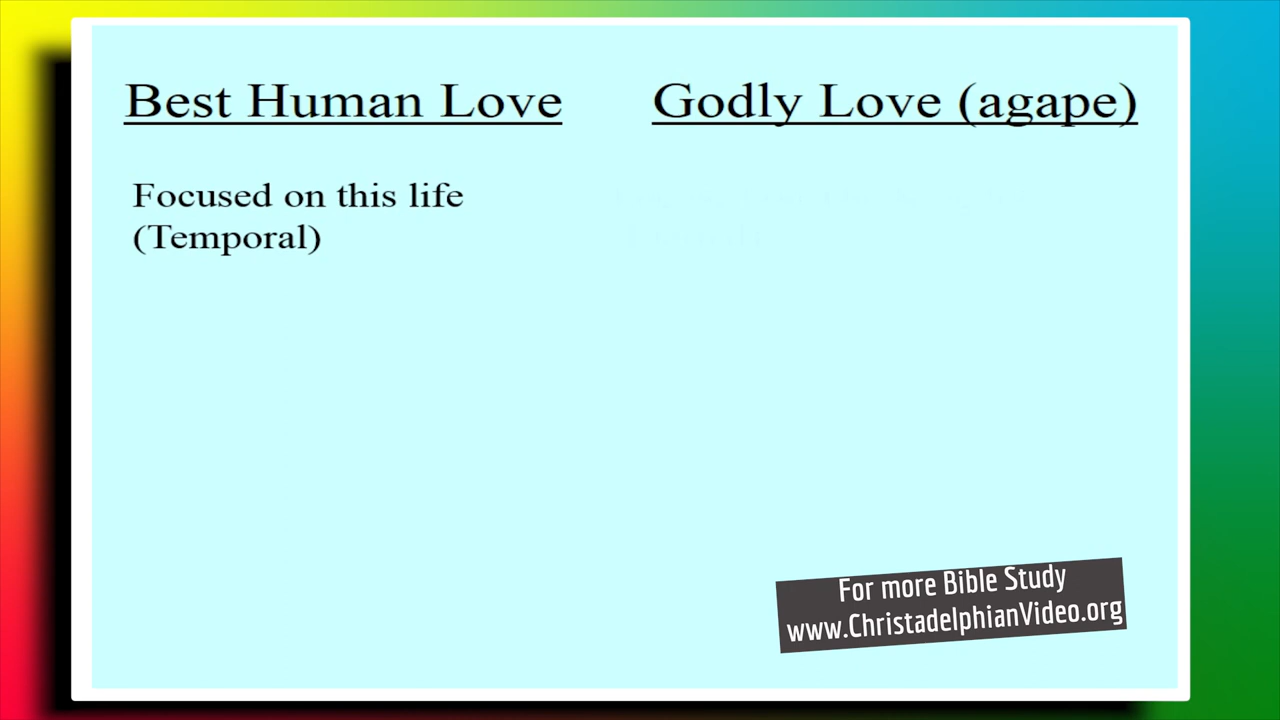 Best Human Love
Godly Love (agape)
Focused on this life
(Temporal)
For more Bible Study
www.ChristadelphianVideo.org